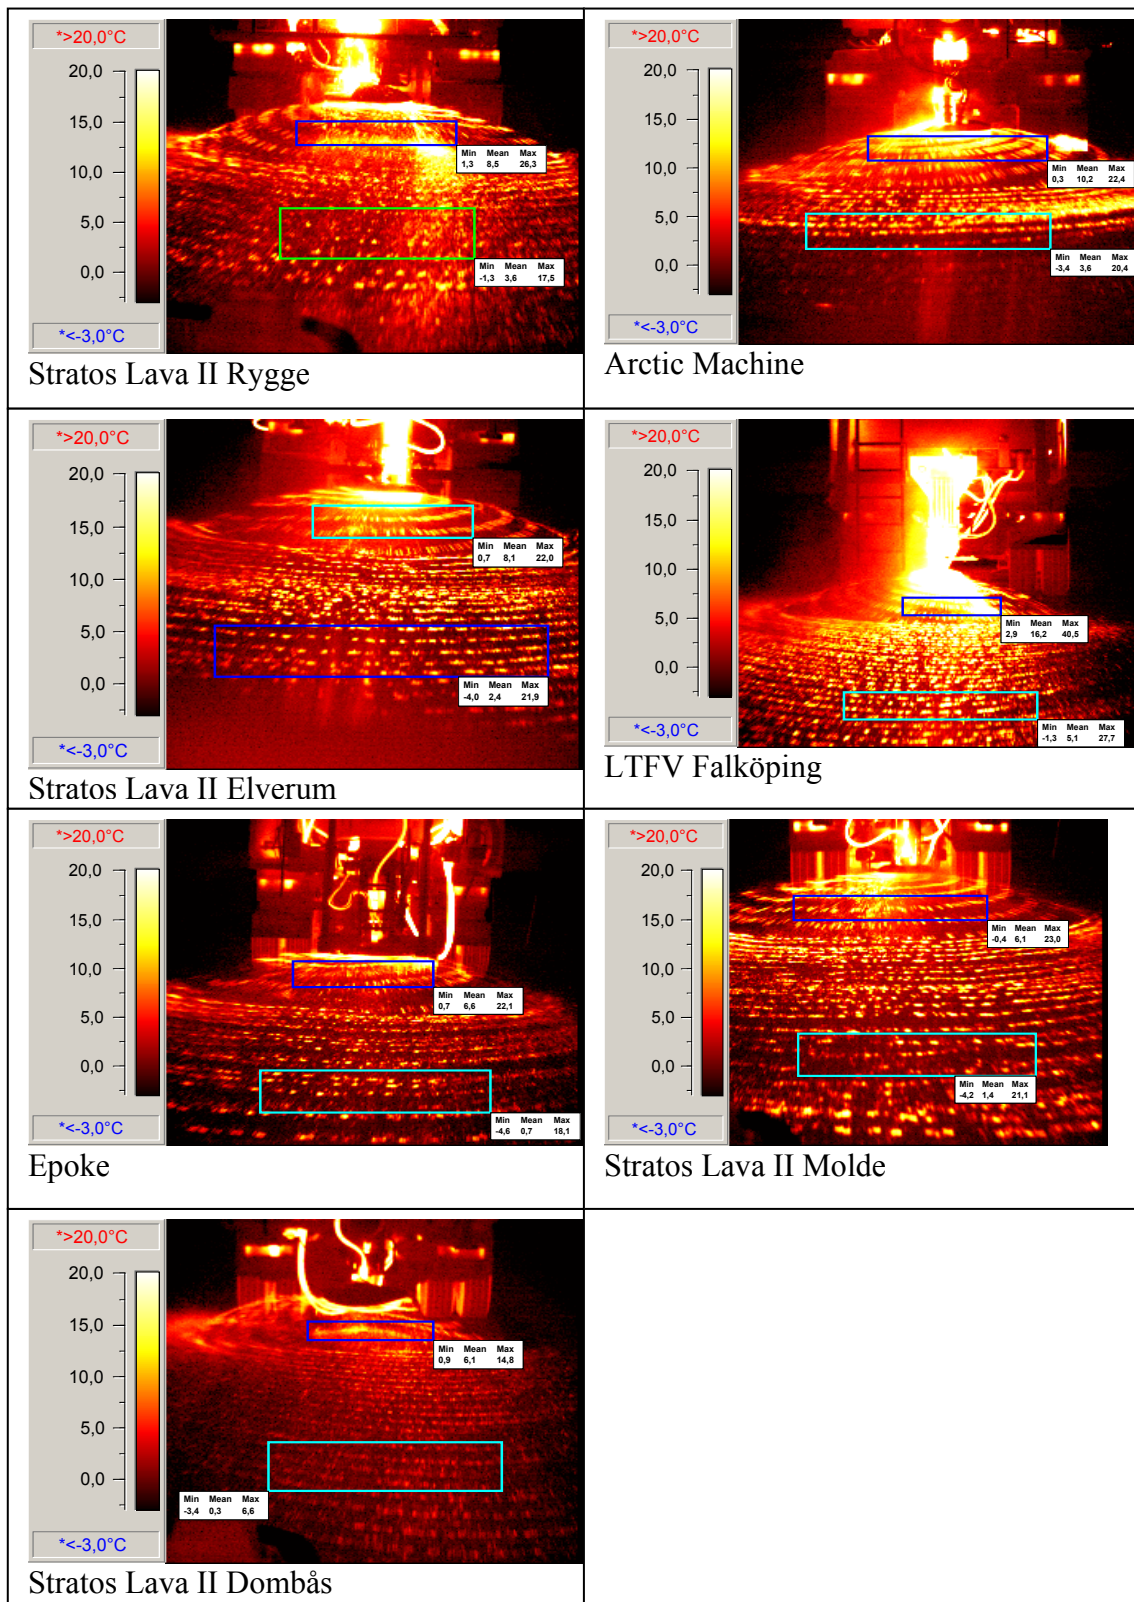 *>20,0°C
20,0
15,0
10,0
5,0
0,0
*<-3,0°C
Min Mean Max
1,3 8,5 26,3
Min Mean Max
-1,3 3,6 17,5
Stratos Lava II Rygge
*>20,0°C
20,0
15,0
10,0
5,0
0,0
*<-3,0°C
Min Mean Max
0,3 10,2 22,4
Min Mean Max
-3,4 3,6 20,4
Arctic Machine
*>20,0°C
20,0
15,0
10,0
5,0
0,0
*<-3,0°C
Min Mean Max
0,7 8,1 22,0
Min Mean Max
-4,0 2,4 21,9
Stratos Lava II Elverum
*>20,0°C
20,0
15,0
10,0
5,0
0,0
*<-3,0°C
Min Mean Max
2,9 16,2 40,5
Min Mean Max
-1,3 5,1 27,7
LTFV Falköping
*>20,0°C
20,0
15,0
10,0
5,0
0,0
*<-3,0°C
Min Mean Max
0,7 6,6 22,1
Min Mean Max
-4,6 0,7 18,1
Epoke
*>20,0°C
20,0
15,0
10,0
5,0
0,0
*<-3,0°C
Min Mean Max
-0,4 6,1 23,0
Min Mean Max
-4,2 1,4 21,1
Stratos Lava II Molde
*>20,0°C
20,0
15,0
10,0
5,0
0,0
*<-3,0°C
Min Mean Max
0,9 6,1 14,8
Min Mean Max
-3,4 0,3 6,6
Stratos Lava II Dombås